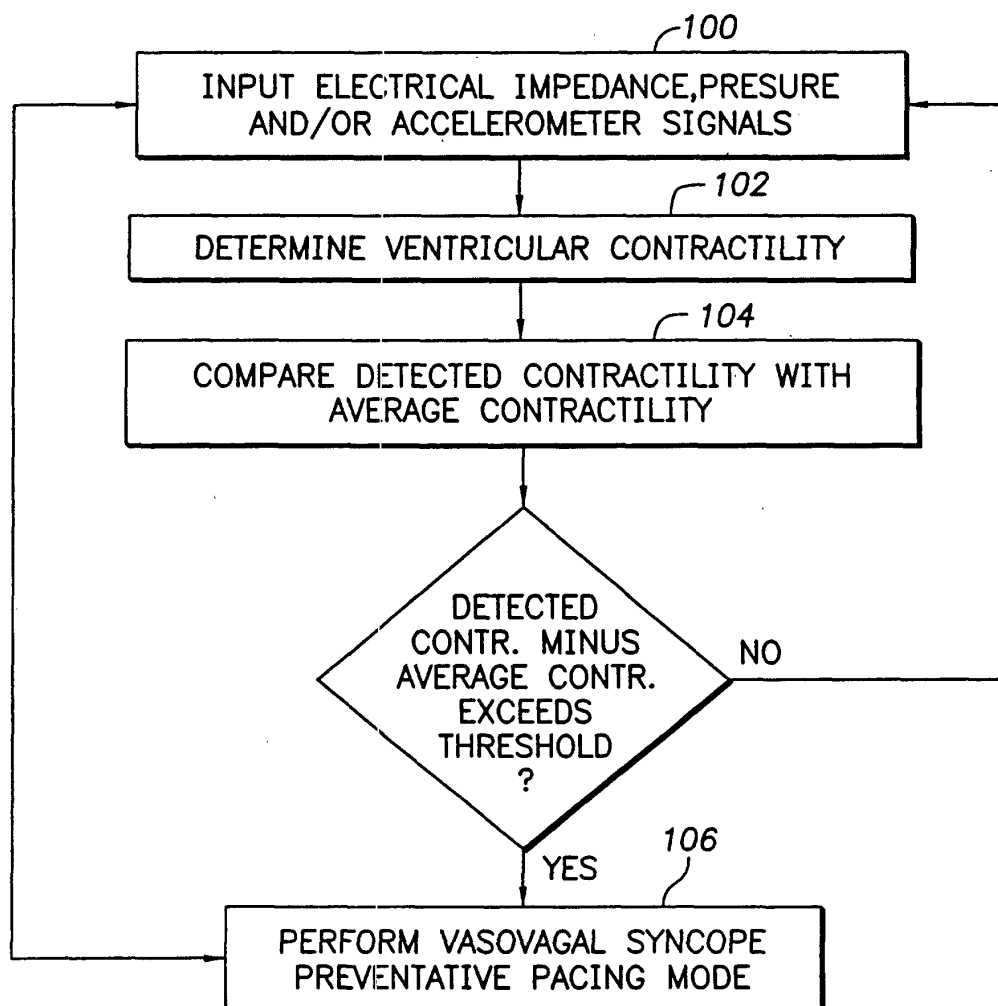 100
INPUT ELECTRICAL IMPEDANCE,PRESURE
AND/OR ACCELEROMETER SIGNALS
102
DETERMINE VENTRICULAR CONTRACTILITY
104
COMPARE DETECTED CONTRACTILITY WITH
AVERAGE CONTRACTILITY
DETECTED
CONTR. MINUS
AVERAGE CONTR.
EXCEEDS
THRESHOLD
?
NO
YES
106
PERFORM VASOVAGAL SYNCOPE
PREVENTATIVE PACING MODE